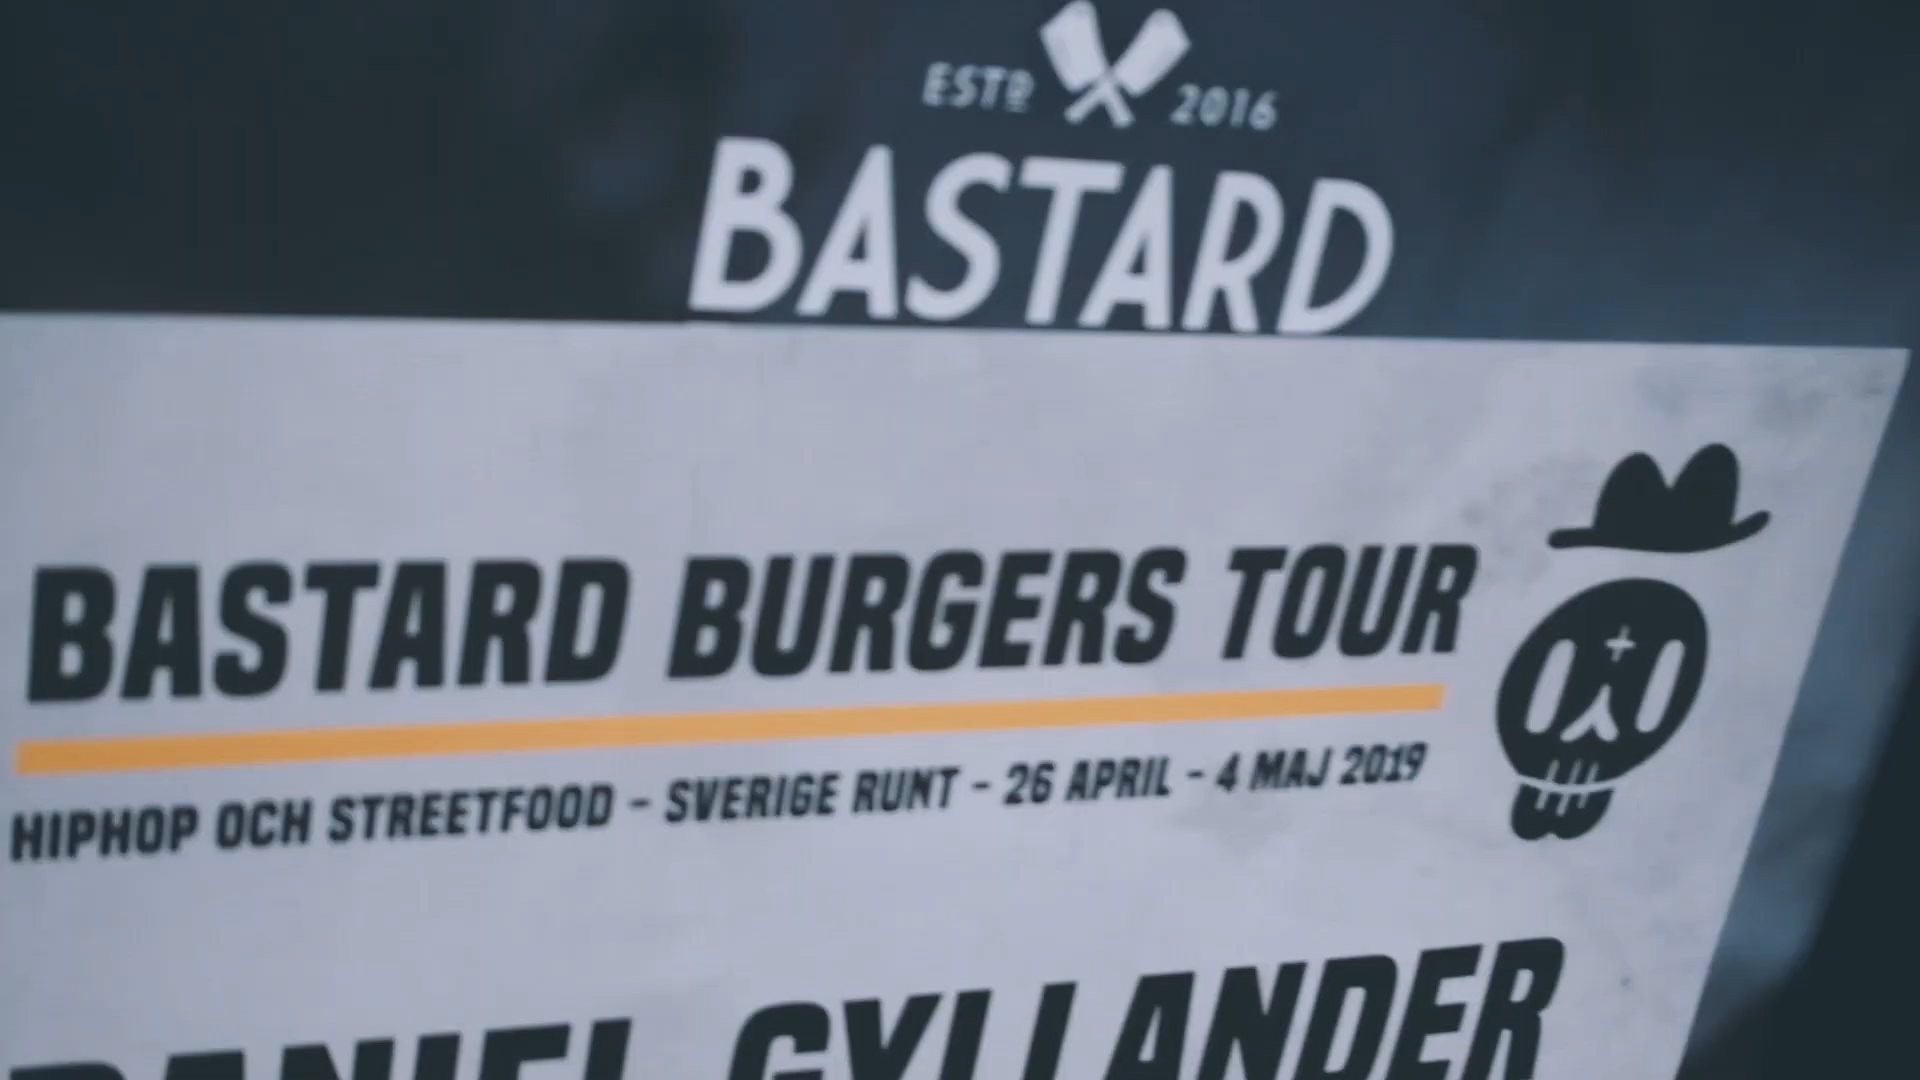 ESTD 2016
BASTARD
BASTARD BURGERS TOUR
HIPHOP OCH STREETFOOD - SVERIGE RUNT - 26 APRIL - 4 MAJ 2019
DANIEL GYLLANDER